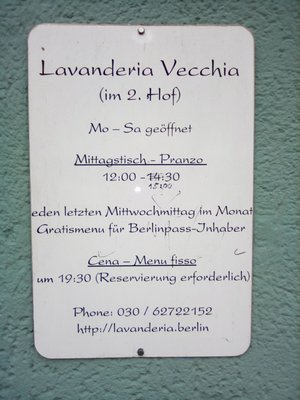 Lavanderia Vecchia
(im 2. Hof)
Mo – Sa geöffnet
Mittagstisch - Pranzo
12:00 - 14:30
15:00
eden letzten Mittwochmittag im Monat
Gratismenu für Berlinpass-Inhaber
Cena – Menu fisso
um 19:30 (Reservierung erforderlich)
Phone: 030 / 62722152
http://lavanderia.berlin